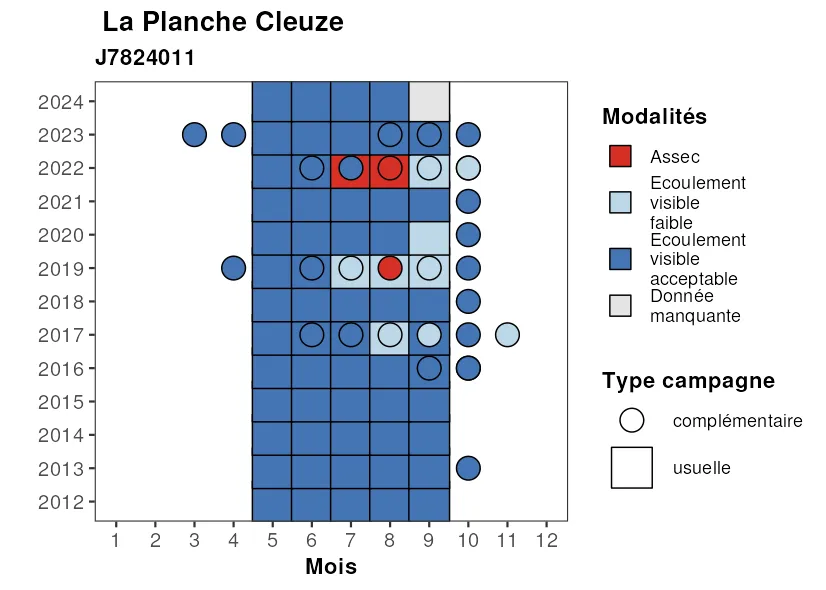 La Planche Cleuze
J7824011
2024
2023
2022
2021
2020
2019
2018
2017
2016
2015
2014
2013
2012
1 2 3 4 5 6 7 8 9 10 11 12
Mois
Modalités
Assec
Ecoulement
visible
faible
Ecoulement
visible
acceptable
Donnée
manquante
Type campagne
complémentaire
usuelle